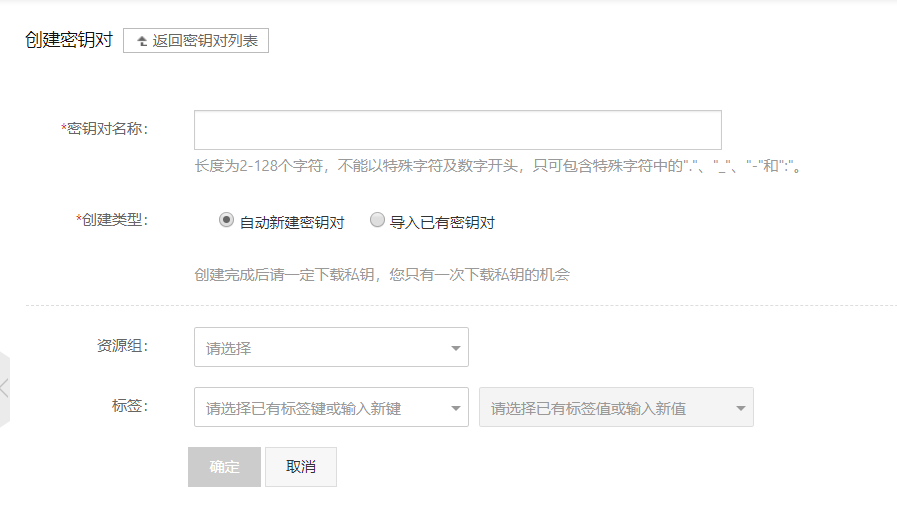 创建密钥对 返回密钥对列表
*密钥对名称：
长度为2-128个字符，不能以特殊字符及数字开头，只可包含特殊字符中的"."、"_"、"-"和":"。
*创建类型： 自动新建密钥对 导入已有密钥对
创建完成后请一定下载私钥，您只有一次下载私钥的机会
资源组： 请选择
标签： 请选择已有标签键或输入新键 请选择已有标签值或输入新值
确定 取消